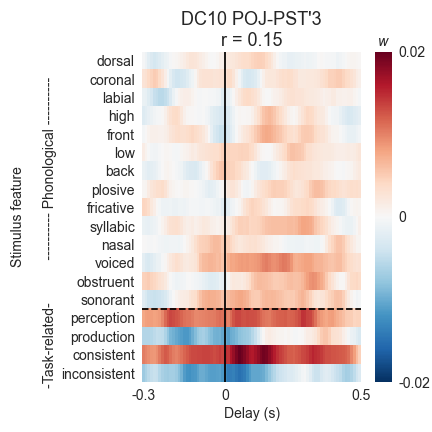 DC10 POJ-PST'3
r = 0.15
w
dorsal
coronal
labial
high
front
low
back
plosive
fricative
syllabic
nasal
voiced
obstruent
sonorant
perception
production
consistent
inconsistent
Stimulus feature
-Task-related- ---------- Phonological ----------
0.02
0
-0.02
-0.3 0 0.5
Delay (s)